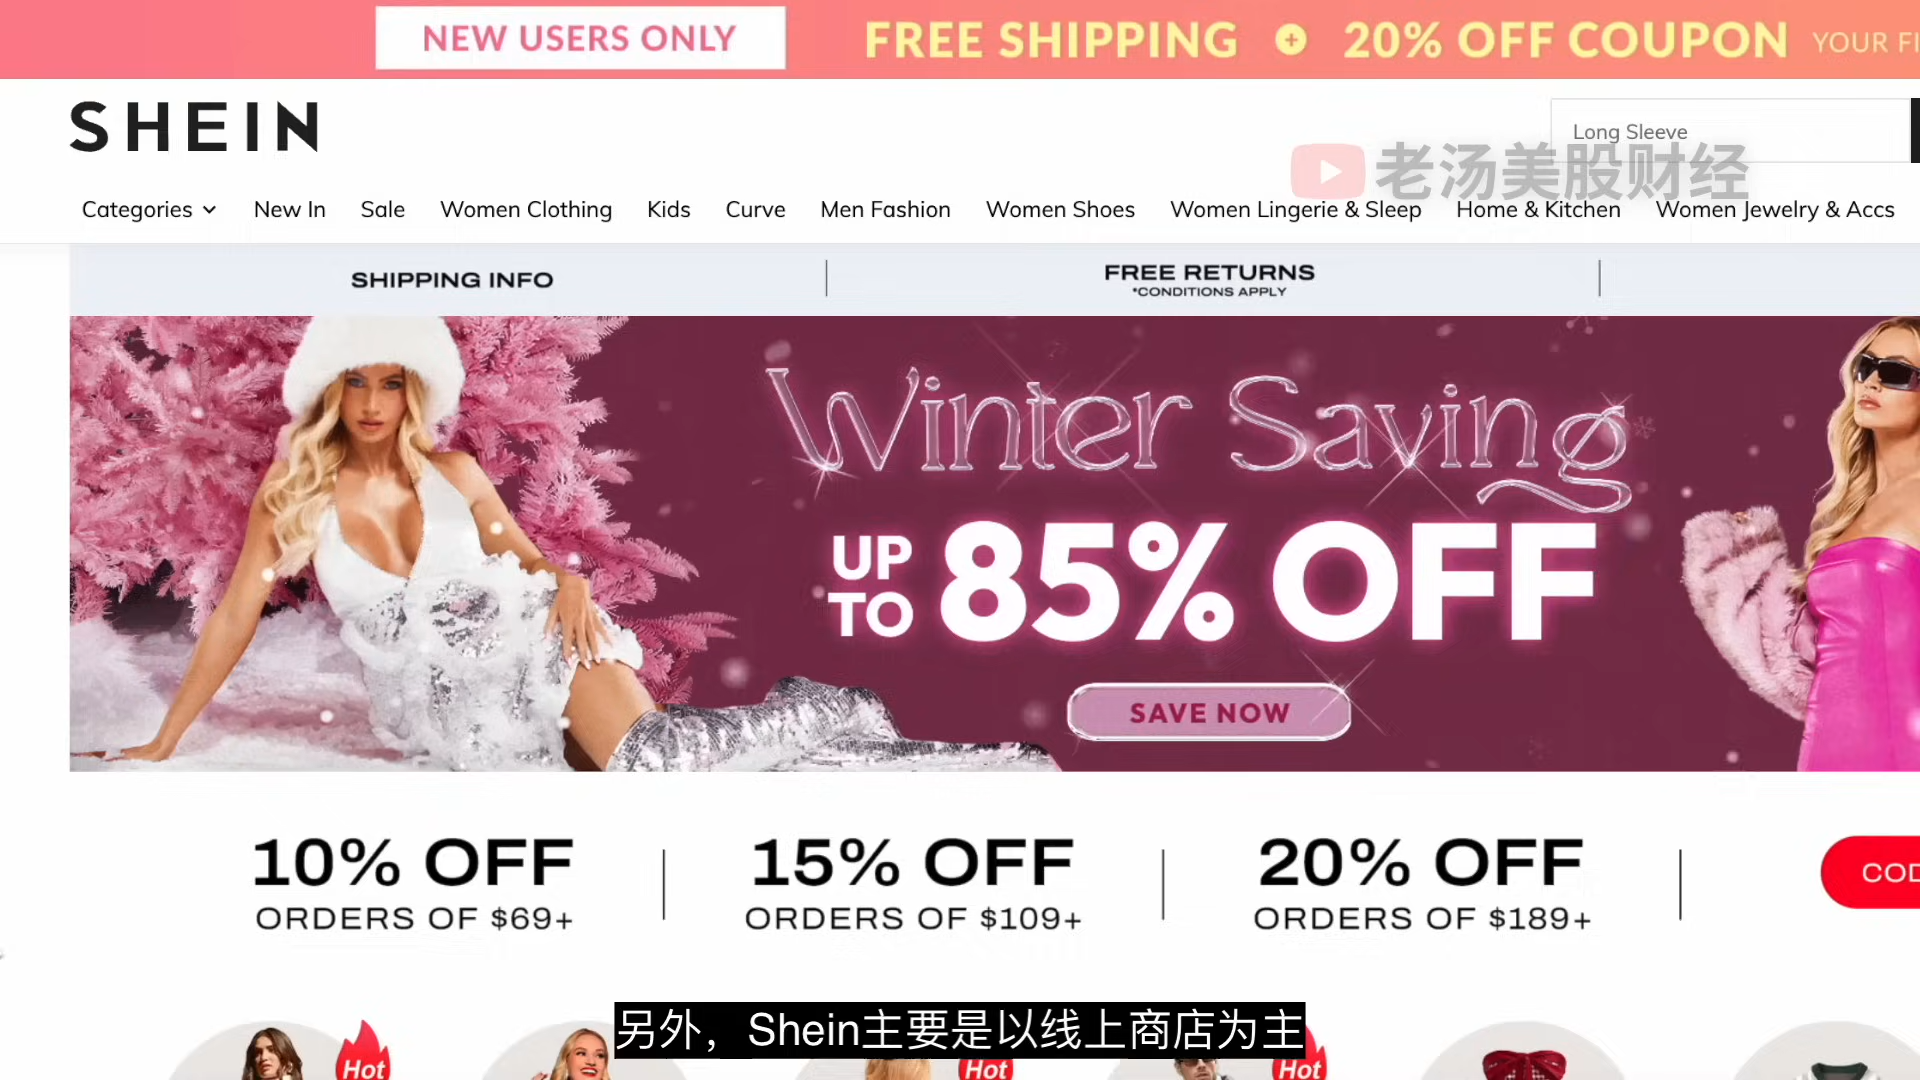 NEW USERS ONLY
FREE SHIPPING + 20% OFF COUPON YOUR FI
SHEIN
Long Sleeve
老汤美股财经
Categories New In Sale Women Clothing Kids Curve Men Fashion Women Shoes Women Lingerie & Sleep Home & Kitchen Women Jewelry & Accs
SHIPPING INFO
FREE RETURNS
*CONDITIONS APPLY
Winter Saving
UP TO 85% OFF
SAVE NOW
10% OFF
ORDERS OF $69+
15% OFF
ORDERS OF $109+
20% OFF
ORDERS OF $189+
COD
另外，Shein主要是以线上商店为主
Hot
Hot
Hot